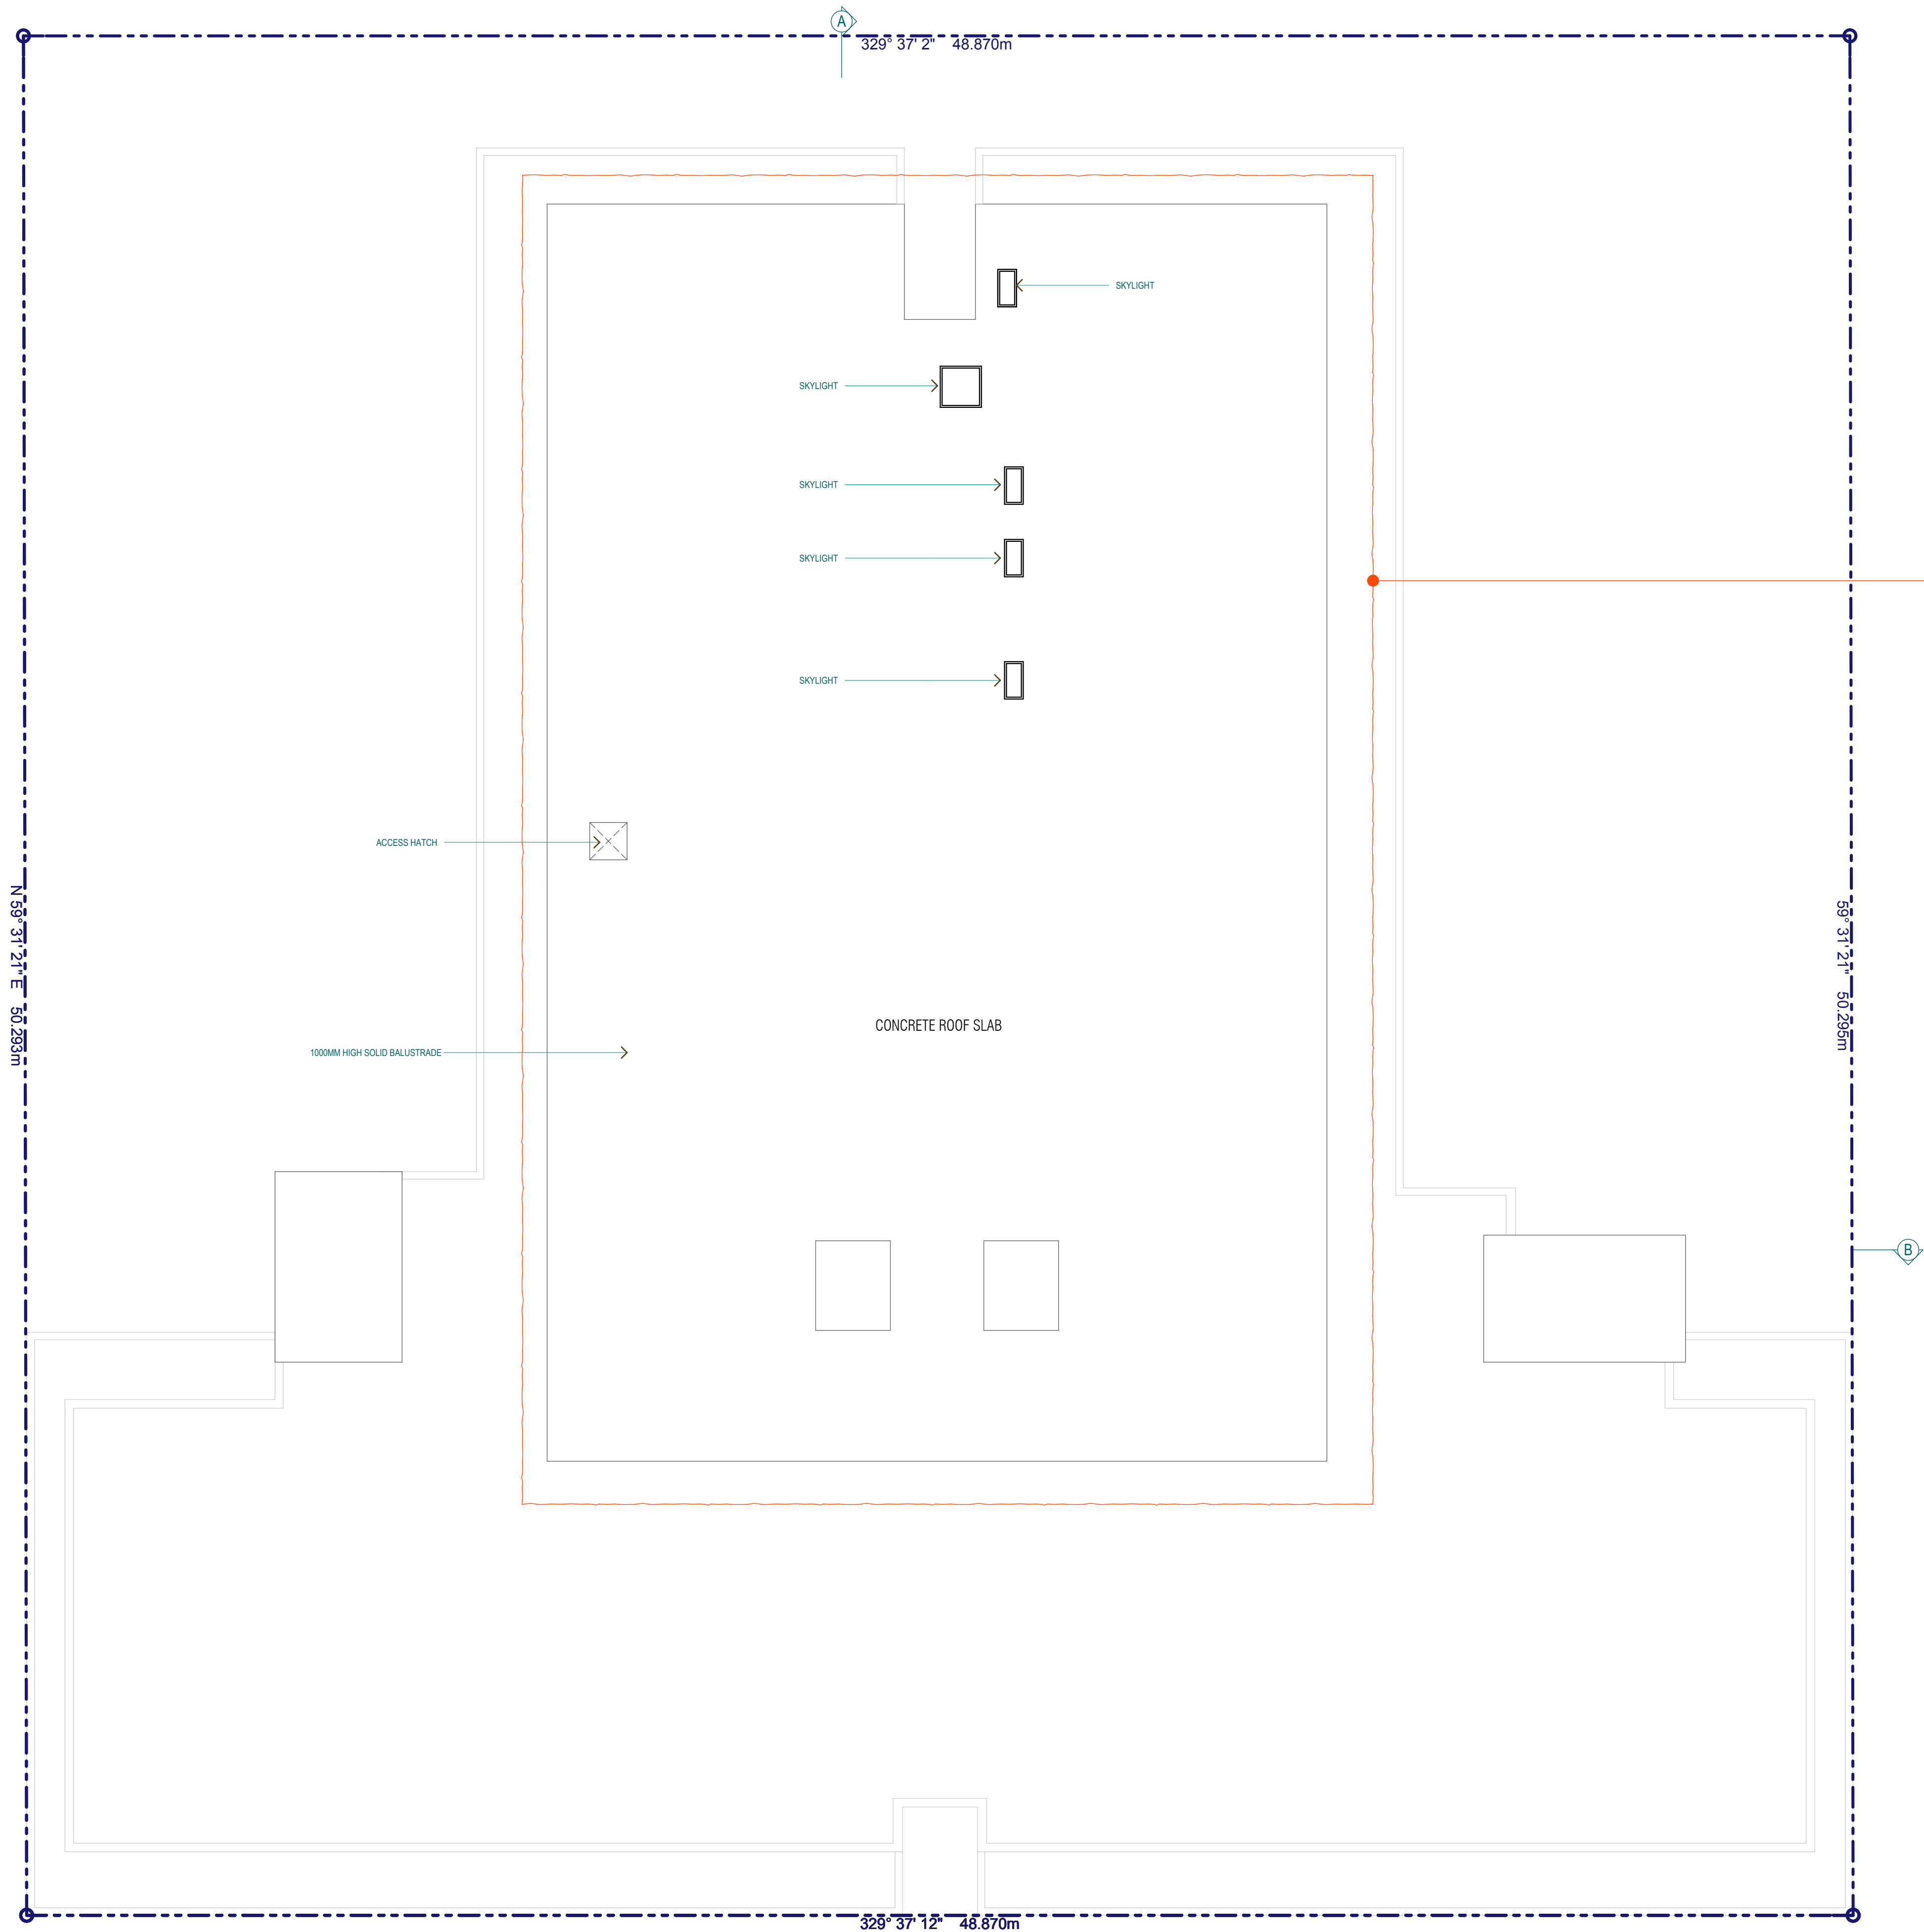 A
329° 37' 2" 48.870m
SKYLIGHT
SKYLIGHT
SKYLIGHT
SKYLIGHT
SKYLIGHT
ACCESS HATCH
N 59° 31' 21" E 50.293m
59° 31' 21" 50.295m
CONCRETE ROOF SLAB
1000MM HIGH SOLID BALUSTRADE
B
329° 37' 12" 48.870m